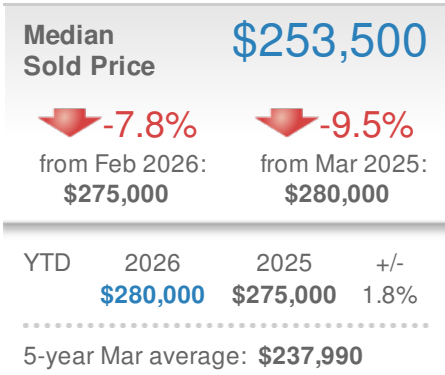 Median
Sold Price
$253,500
-7.8%
from Feb 2026:
$275,000
-9.5%
from Mar 2025:
$280,000
YTD 2026 2025 +/-
$280,000 $275,000 1.8%
5-year Mar average: $237,990